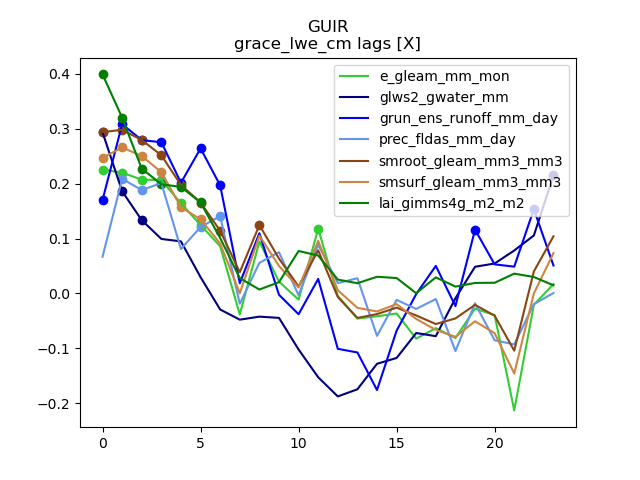 GUIR
grace_lwe_cm lags [X]
e_gleam_mm_mon
glws2_gwater_mm
grun_ens_runoff_mm_day
prec_fldas_mm_day
smroot_gleam_mm3_mm3
smsurf_gleam_mm3_mm3
lai_gimms4g_m2_m2
0.4
0.3
0.2
0.1
0.0
−0.1
−0.2
0 5 10 15 20